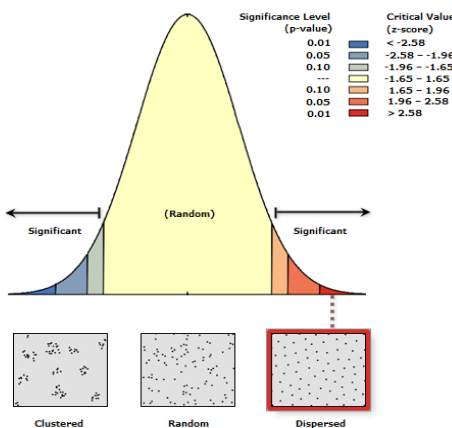 Significance Level Critical Value
(p-value) (z-score)
0.01 < -2.58
0.05 -2.58 – -1.96
0.10 -1.96 – -1.65
--- -1.65 – 1.65
0.10 1.65 – 1.96
0.05 1.96 – 2.58
0.01 > 2.58
(Random)
Significant Significant
Clustered Random Dispersed